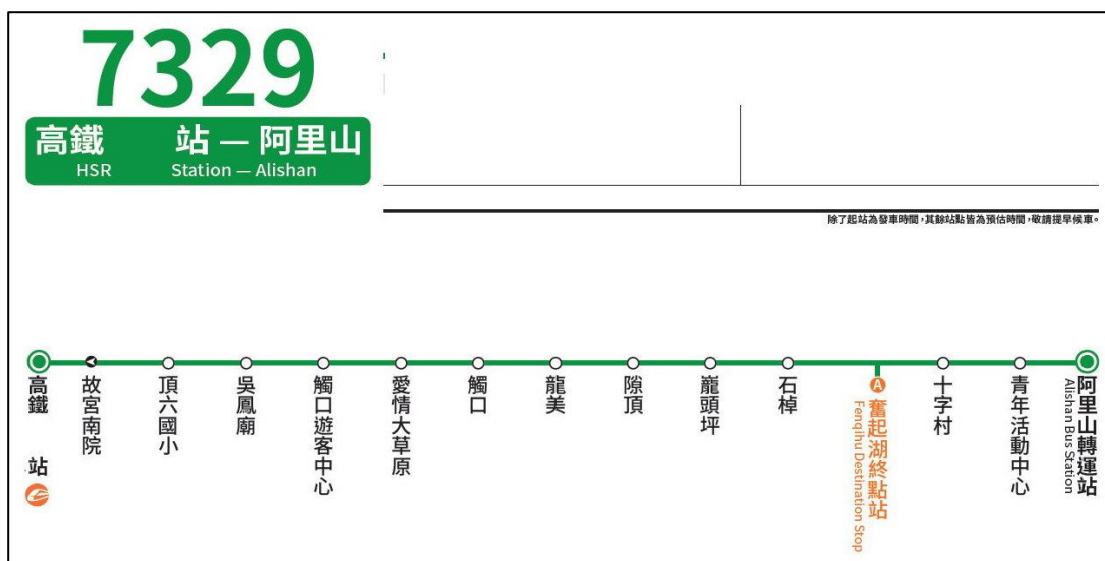 7329
高鐵 站 — 阿里山
HSR Station — Alishan
除了起站為發車時間，其餘站點皆為預估時間，敬請提早候車。
高鐵 站
故宮南院
頂六國小
吳鳳廟
觸口遊客中心
愛情大草原
觸口
龍美
隙頂
巃頭坪
石棹
A 奮起湖終點站
Fenqihu Destination Stop
十字村
青年活動中心
阿里山轉運站
Alishan Bus Station